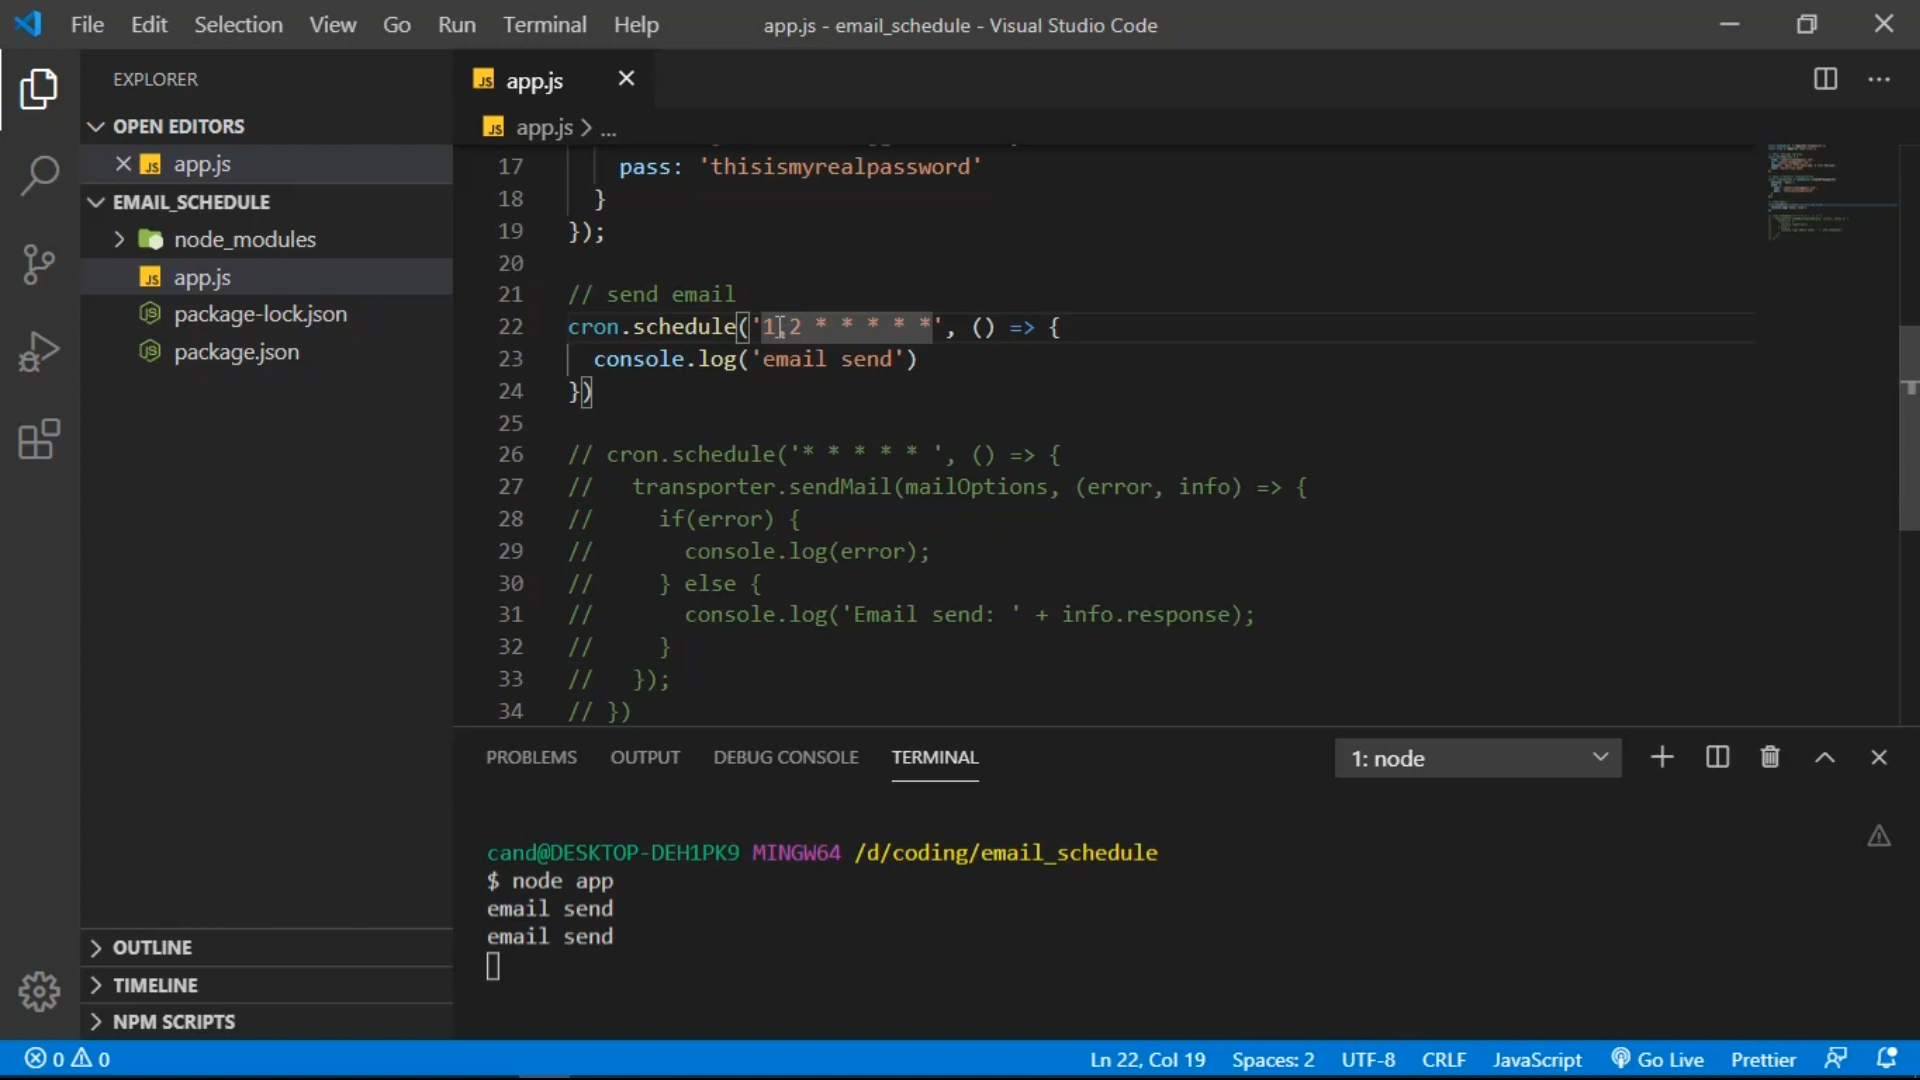 File Edit Selection View Go Run Terminal Help
app.js - email_schedule - Visual Studio Code
EXPLORER
OPEN EDITORS
app.js
EMAIL_SCHEDULE
node_modules
app.js
package-lock.json
package.json
OUTLINE
TIMELINE
NPM SCRIPTS
JS app.js
JS app.js > ...
17 pass: 'thisismyrealpassword'
18 }
19 });
20
21 // send email
22 cron.schedule('1,2 * * * * *', () => {
23 console.log('email send')
24 })
25
26 // cron.schedule('* * * * * ', () => {
27 // transporter.sendMail(mailOptions, (error, info) => {
28 // if(error) {
29 // console.log(error);
30 // } else {
31 // console.log('Email send: ' + info.response);
32 // }
33 // });
34 // })
PROBLEMS OUTPUT DEBUG CONSOLE TERMINAL 1: node
cand@DESKTOP-DEH1PK9 MINGW64 /d/coding/email_schedule
$ node app
email send
email send
0 0 Ln 22, Col 19 Spaces: 2 UTF-8 CRLF JavaScript Go Live Prettier